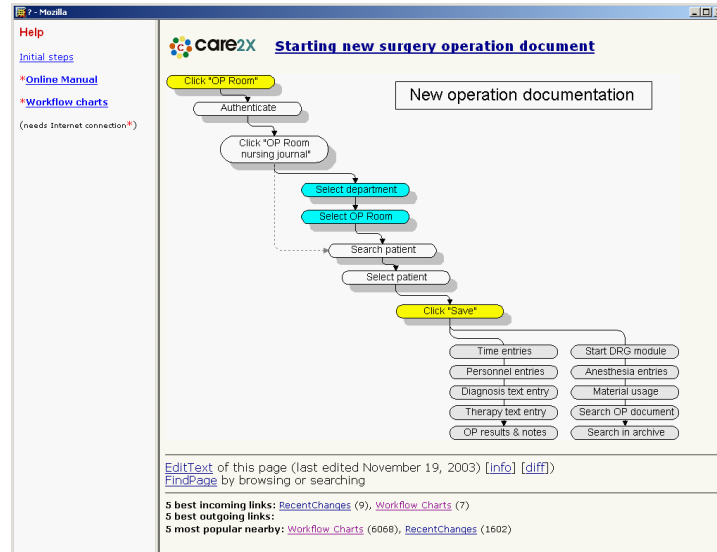 ? - Mozilla
Help
Initial steps
*Online Manual
*Workflow charts
(needs Internet connection*)
care2x Starting new surgery operation document
New operation documentation
Click "OP Room"
Authenticate
Click "OP Room
nursing journal"
Select department
Select OP Room
Search patient
Select patient
Click "Save"
Time entries
Personnel entries
Diagnosis text entry
Therapy text entry
OP results & notes
Start DRG module
Anesthesia entries
Material usage
Search OP document
Search in archive
EditText of this page (last edited November 19, 2003) [info] [diff])
FindPage by browsing or searching
5 best incoming links: RecentChanges (9), Workflow Charts (7)
5 best outgoing links:
5 most popular nearby: Workflow Charts (6068), RecentChanges (1602)